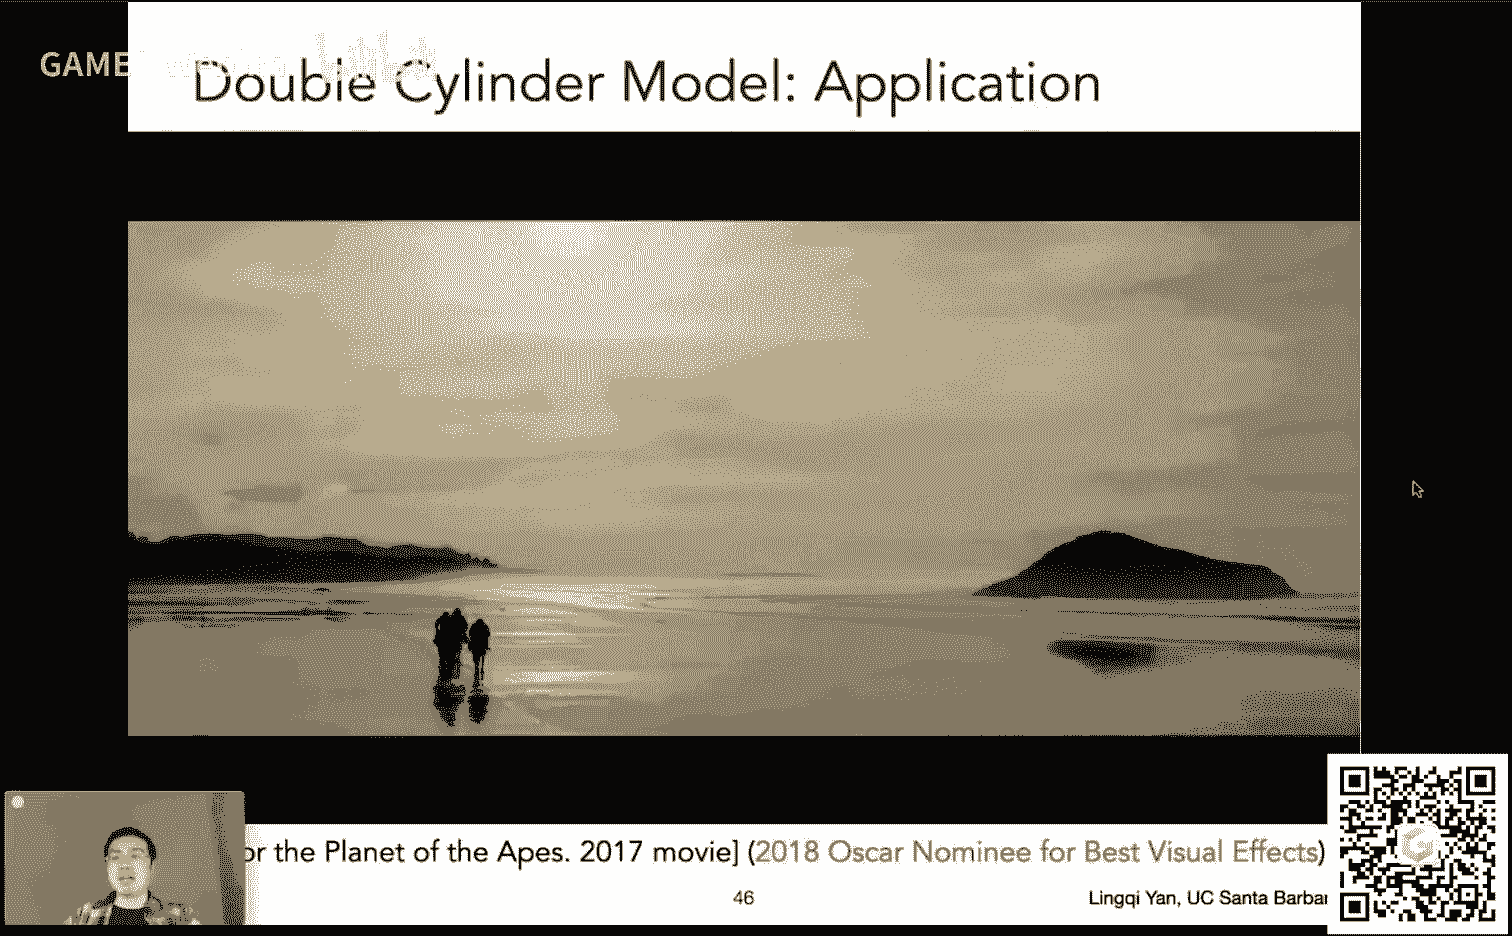 GAME
Double Cylinder Model: Application
or the Planet of the Apes. 2017 movie] (2018 Oscar Nominee for Best Visual Effects)
46
Lingqi Yan, UC Santa Barbar